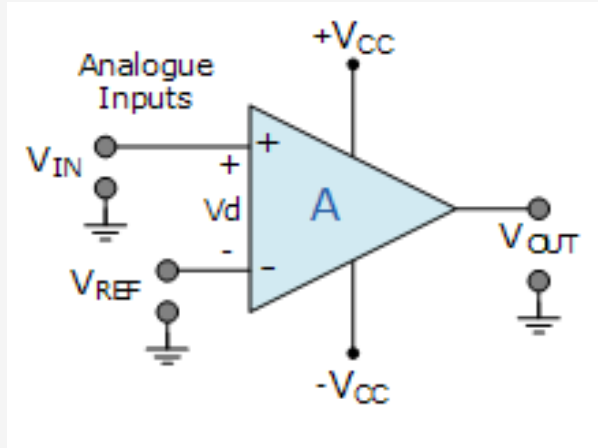 +VCC
Analogue
Inputs
VIN
+
+
Vd
A
-
-
VREF
VOUT
-VCC